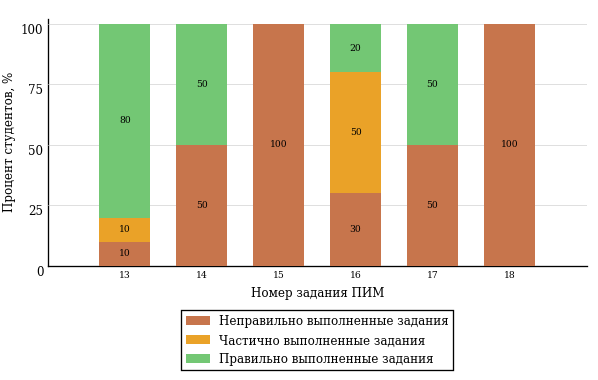 Процент студентов, %
100
75
50
25
0
80
10
10
50
50
100
20
50
30
50
50
100
13 14 15 16 17 18
Номер задания ПИМ
Неправильно выполненные задания
Частично выполненные задания
Правильно выполненные задания